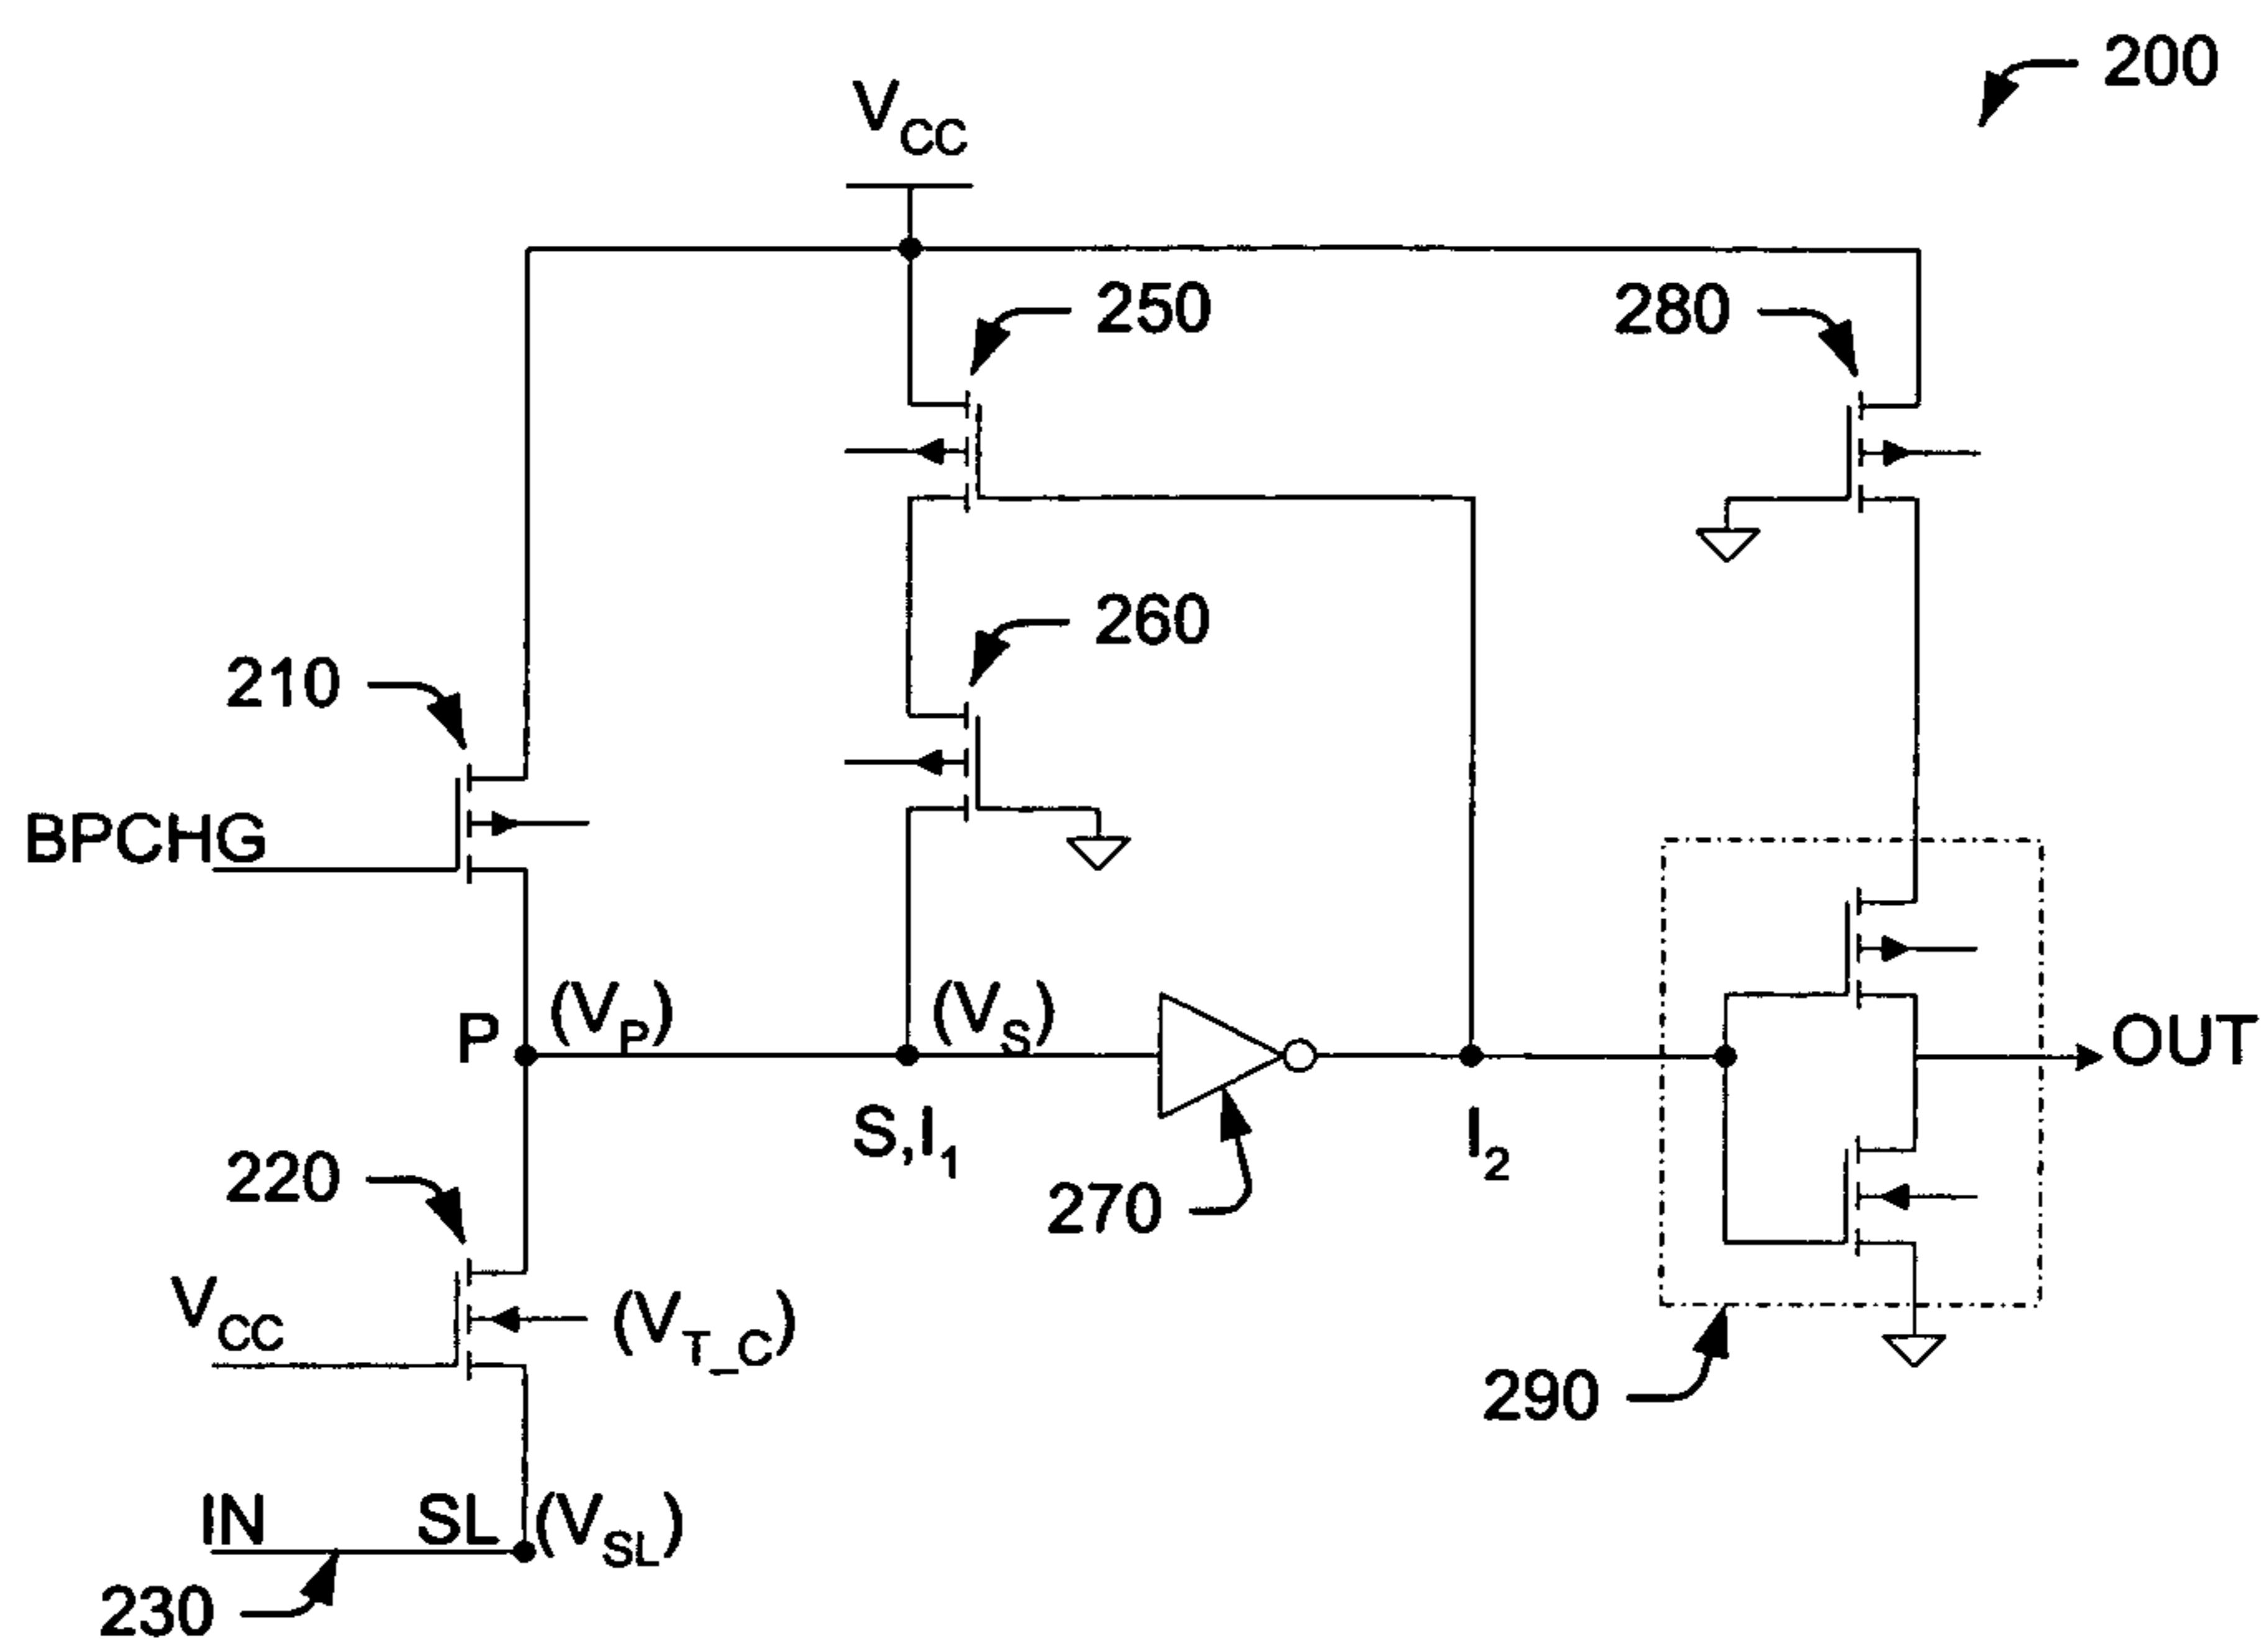 200
V_CC
250
280
260
210
BPCHG
P
(V_P)
(V_S)
OUT
S,I_1
I_2
270
220
V_CC
(V_T_C)
290
IN
SL
(V_SL)
230